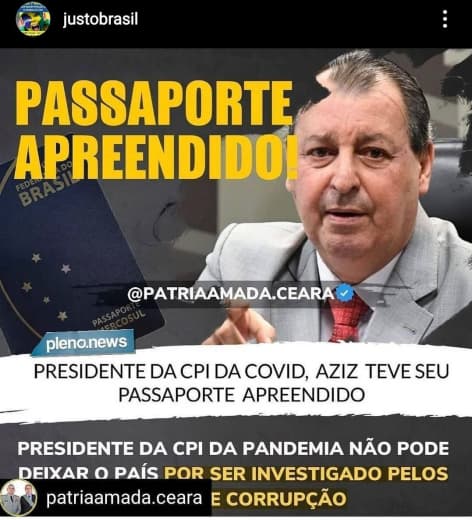 justobrasil
PASSAPORTE
APREENDIDO!
BRASIL
@PATRIAAMADA.CEARA
PASSAPORTE
MERCOSUL
pleno.news
PRESIDENTE DA CPI DA COVID, AZIZ TEVE SEU
PASSAPORTE APREENDIDO
PRESIDENTE DA CPI DA PANDEMIA NÃO PODE
DEIXAR O PAÍS POR SER INVESTIGADO PELOS
patriaamada.ceara E CORRUPÇÃO